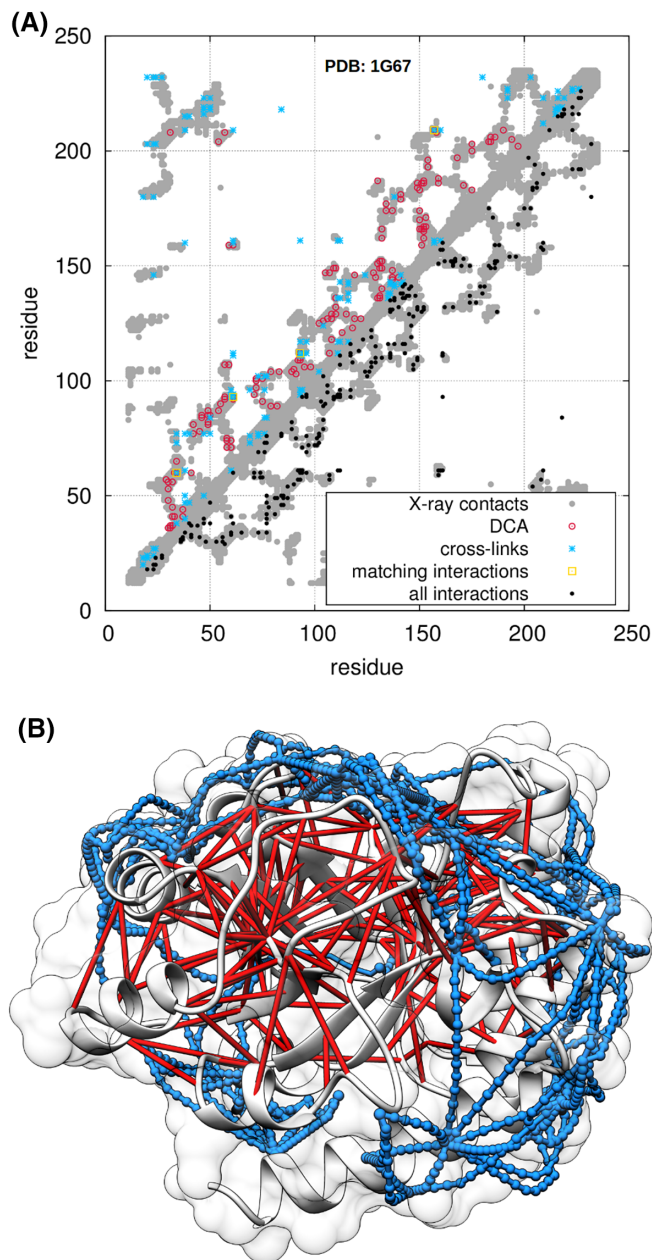 (A)
250
PDB: 1G67
200
150
residue
100
50
X-ray contacts
DCA
cross-links
matching interactions
all interactions
0
0 50 100 150 200 250
residue
(B)